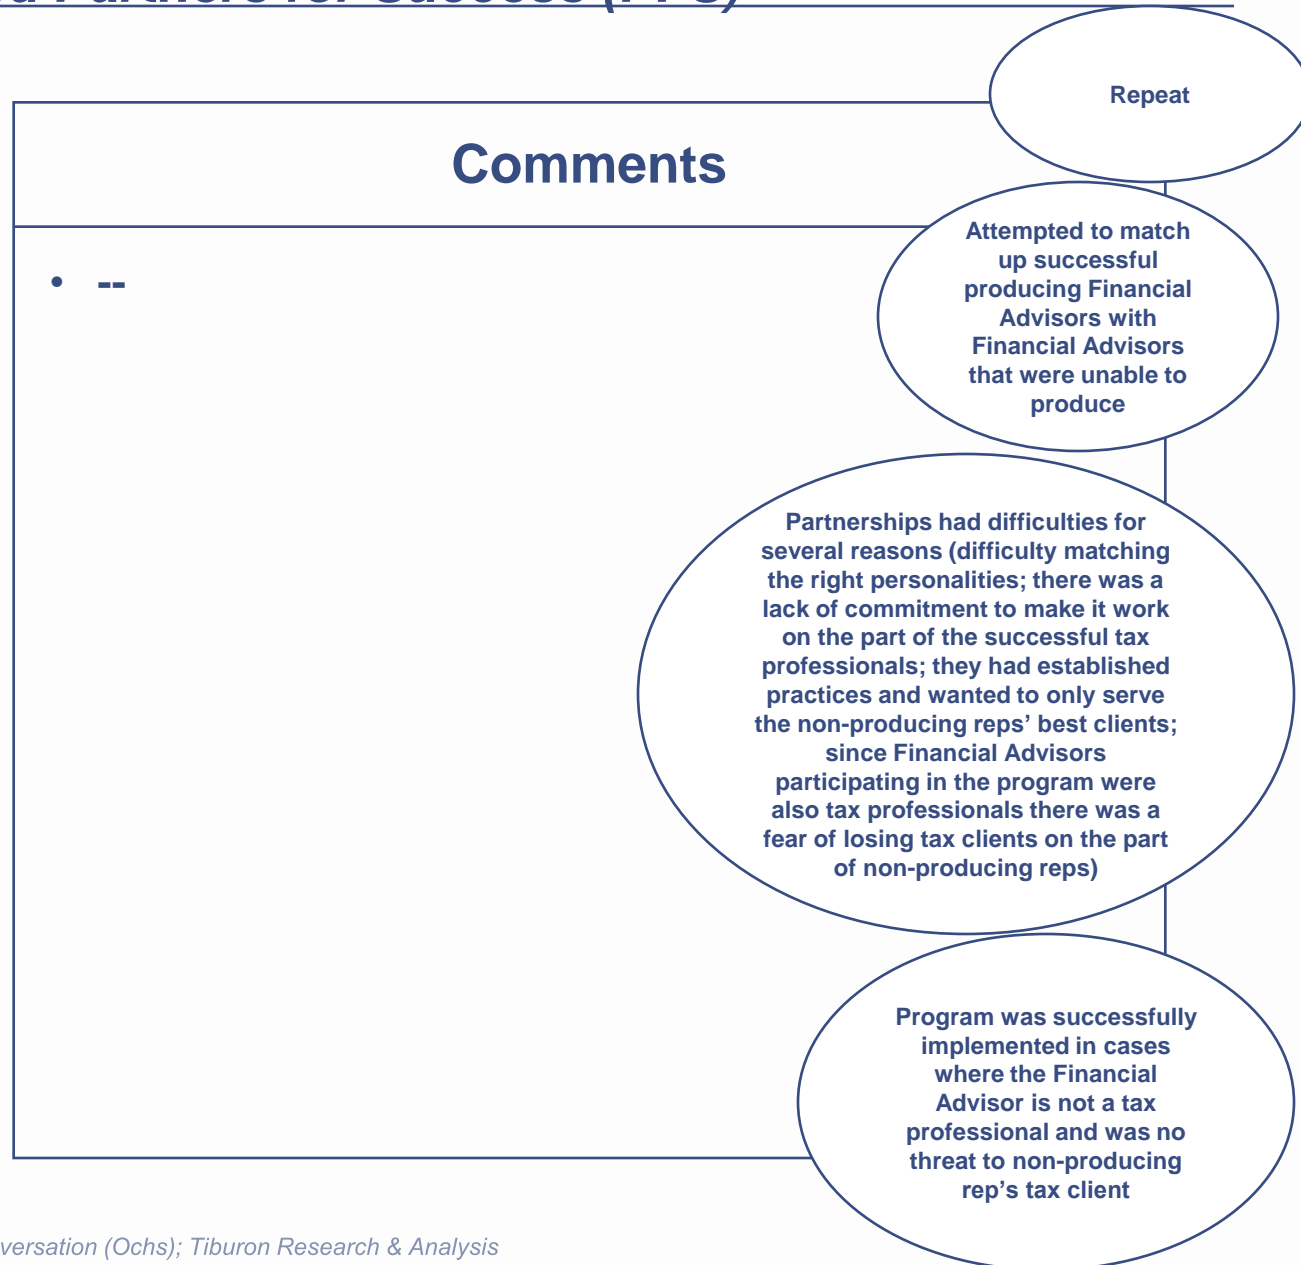 Partners for Success (PFS)
Repeat
Comments
• --
Attempted to match
up successful
producing Financial
Advisors with
Financial Advisors
that were unable to
produce
Partnerships had difficulties for
several reasons (difficulty matching
the right personalities; there was a
lack of commitment to make it work
on the part of the successful tax
professionals; they had established
practices and wanted to only serve
the non-producing reps’ best clients;
since Financial Advisors
participating in the program were
also tax professionals there was a
fear of losing tax clients on the part
of non-producing reps)
Program was successfully
implemented in cases
where the Financial
Advisor is not a tax
professional and was no
threat to non-producing
rep’s tax client
versation (Ochs); Tiburon Research & Analysis